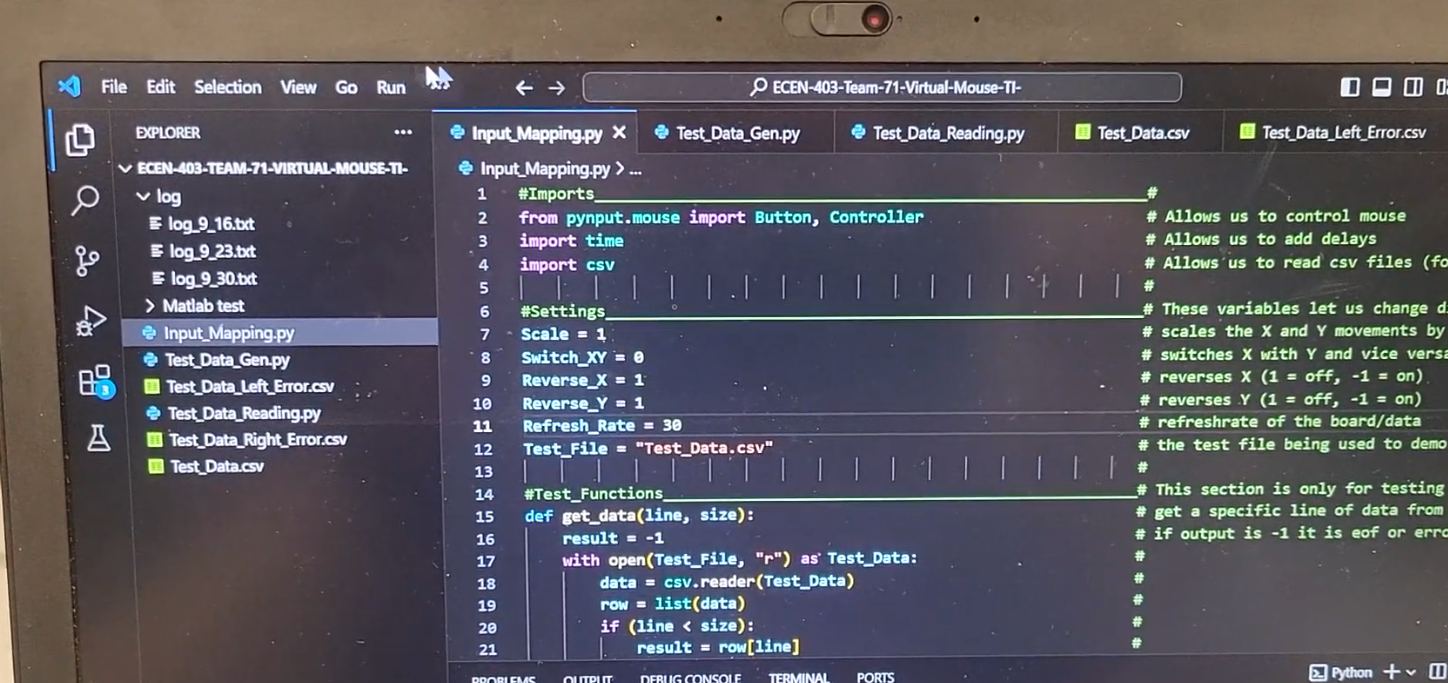 File Edit Selection View Go Run
ECEN-403-Team-71-Virtual-Mouse-TI-
EXPLORER
ECEN-403-TEAM-71-VIRTUAL-MOUSE-TI-
log
log_9_16.txt
log_9_23.txt
log_9_30.txt
Matlab test
Input_Mapping.py
Test_Data_Gen.py
Test_Data_Left_Error.csv
Test_Data_Reading.py
Test_Data_Right_Error.csv
Test_Data.csv
3
Input_Mapping.py Test_Data_Gen.py Test_Data_Reading.py Test_Data.csv Test_Data_Left_Error.csv
Input_Mapping.py > ...
1 #Imports____#
2 from pynput.mouse import Button, Controller # Allows us to control mouse
3 import time # Allows us to add delays
4 import csv # Allows us to read csv files (fo
5 #
6 #Settings____# These variables let us change d
7 Scale = 1 # scales the X and Y movements by
8 Switch_XY = 0 # switches X with Y and vice versa
9 Reverse_X = 1 # reverses X (1 = off, -1 = on)
10 Reverse_Y = 1 # reverses Y (1 = off, -1 = on)
11 Refresh_Rate = 30 # refreshrate of the board/data
12 Test_File = "Test_Data.csv" # the test file being used to demo
13 #
14 #Test_Functions____# This section is only for testing
15 def get_data(line, size): # get a specific line of data from
16 result = -1 # if output is -1 it is eof or erro
17 with open(Test_File, "r") as Test_Data: #
18 data = csv.reader(Test_Data) #
19 row = list(data) #
20 if (line < size): #
21 result = row[line] #
PROBLEMS OUTPUT DEBUG CONSOLE TERMINAL PORTS
Python